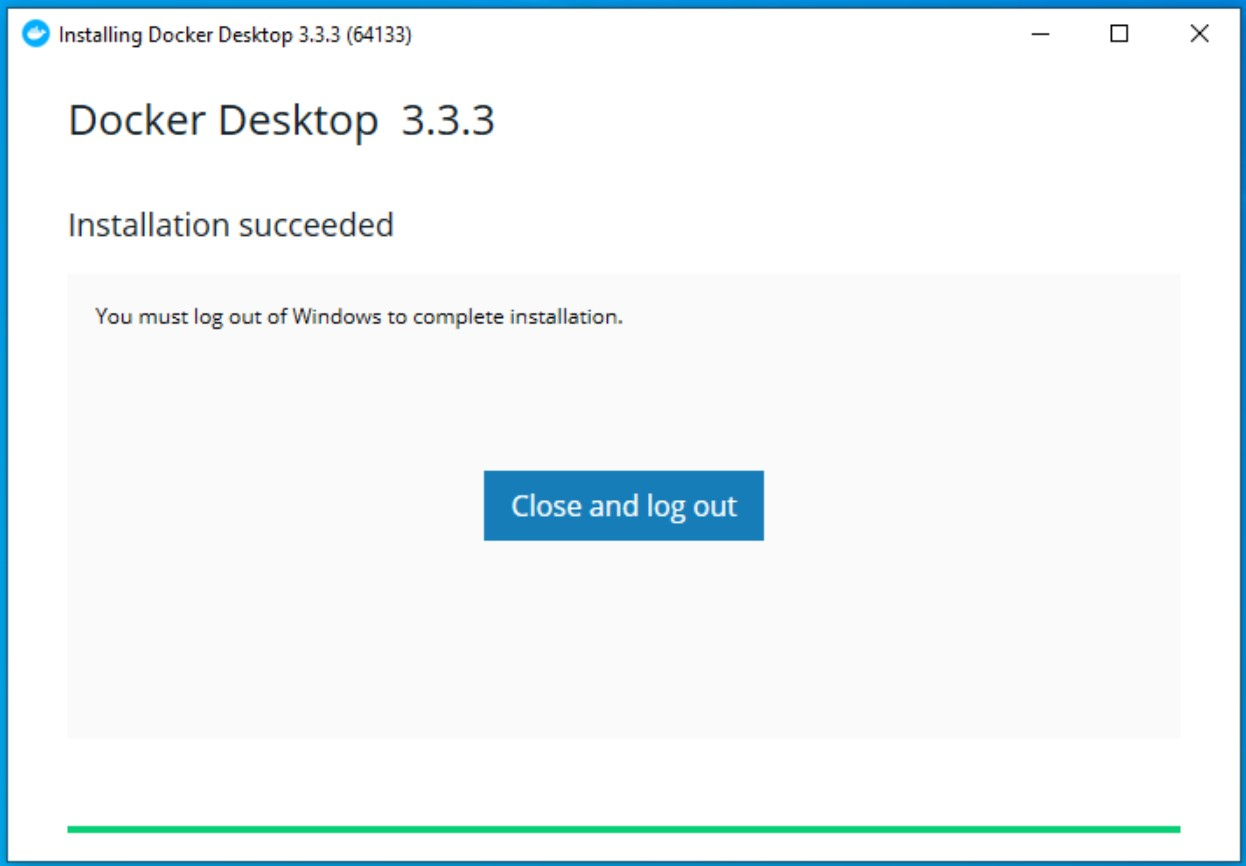 Installing Docker Desktop 3.3.3 (64133)
Docker Desktop 3.3.3
Installation succeeded
You must log out of Windows to complete installation.
Close and log out